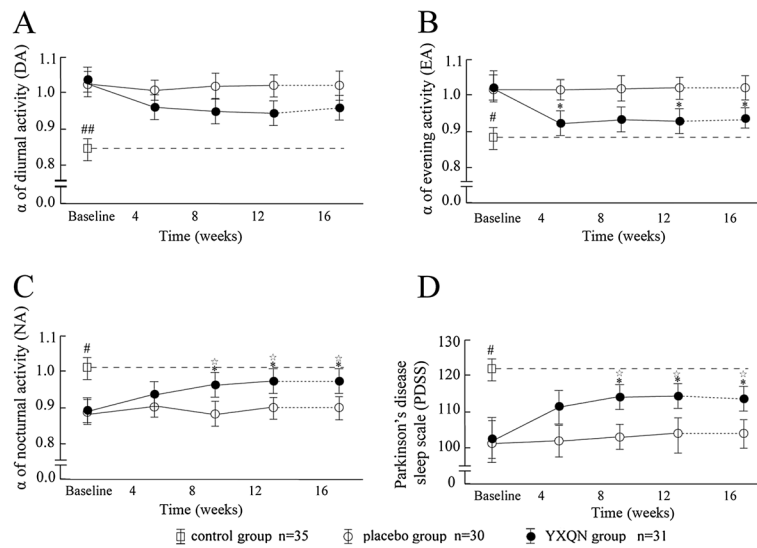 A
α of diurnal activity (DA)
1.1
1.0
0.9
0.8
0.0
##
Baseline 4 8 12 16
Time (weeks)
B
α of evening activity (EA)
1.1
1.0
0.9
0.8
0.0
#
* * *
Baseline 4 8 12 16
Time (weeks)
C
α of nocturnal activity (NA)
1.1
1.0
0.9
0.8
0.0
#
☆ ☆ ☆
* * *
Baseline 4 8 12 16
Time (weeks)
D
Parkinson's disease
sleep scale (PDSS)
130
120
110
100
0
#
☆ ☆ ☆
* * *
Baseline 4 8 12 16
Time (weeks)
control group n=35 placebo group n=30 YXQN group n=31